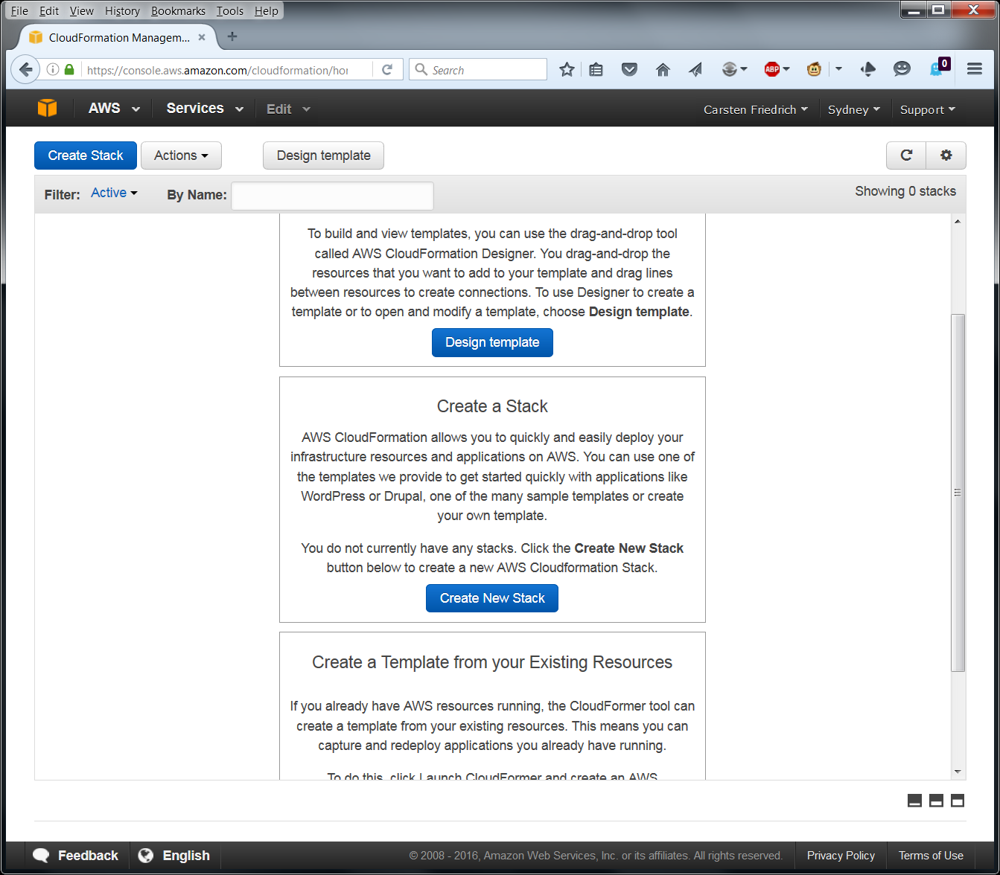 File Edit View History Bookmarks Tools Help
CloudFormation Managem...
https://console.aws.amazon.com/cloudformation/hor
Search
ABP
0
AWS Services Edit Carsten Friedrich Sydney Support
Create Stack Actions Design template
Filter: Active By Name: Showing 0 stacks
To build and view templates, you can use the drag-and-drop tool
called AWS CloudFormation Designer. You drag-and-drop the
resources that you want to add to your template and drag lines
between resources to create connections. To use Designer to create a
template or to open and modify a template, choose Design template.
Design template
Create a Stack
AWS CloudFormation allows you to quickly and easily deploy your
infrastructure resources and applications on AWS. You can use one of
the templates we provide to get started quickly with applications like
WordPress or Drupal, one of the many sample templates or create
your own template.
You do not currently have any stacks. Click the Create New Stack
button below to create a new AWS Cloudformation Stack.
Create New Stack
Create a Template from your Existing Resources
If you already have AWS resources running, the CloudFormer tool can
create a template from your existing resources. This means you can
capture and redeploy applications you already have running.
To do this, click Launch CloudFormer and create an AWS
Feedback English © 2008 - 2016, Amazon Web Services, Inc. or its affiliates. All rights reserved. Privacy Policy Terms of Use